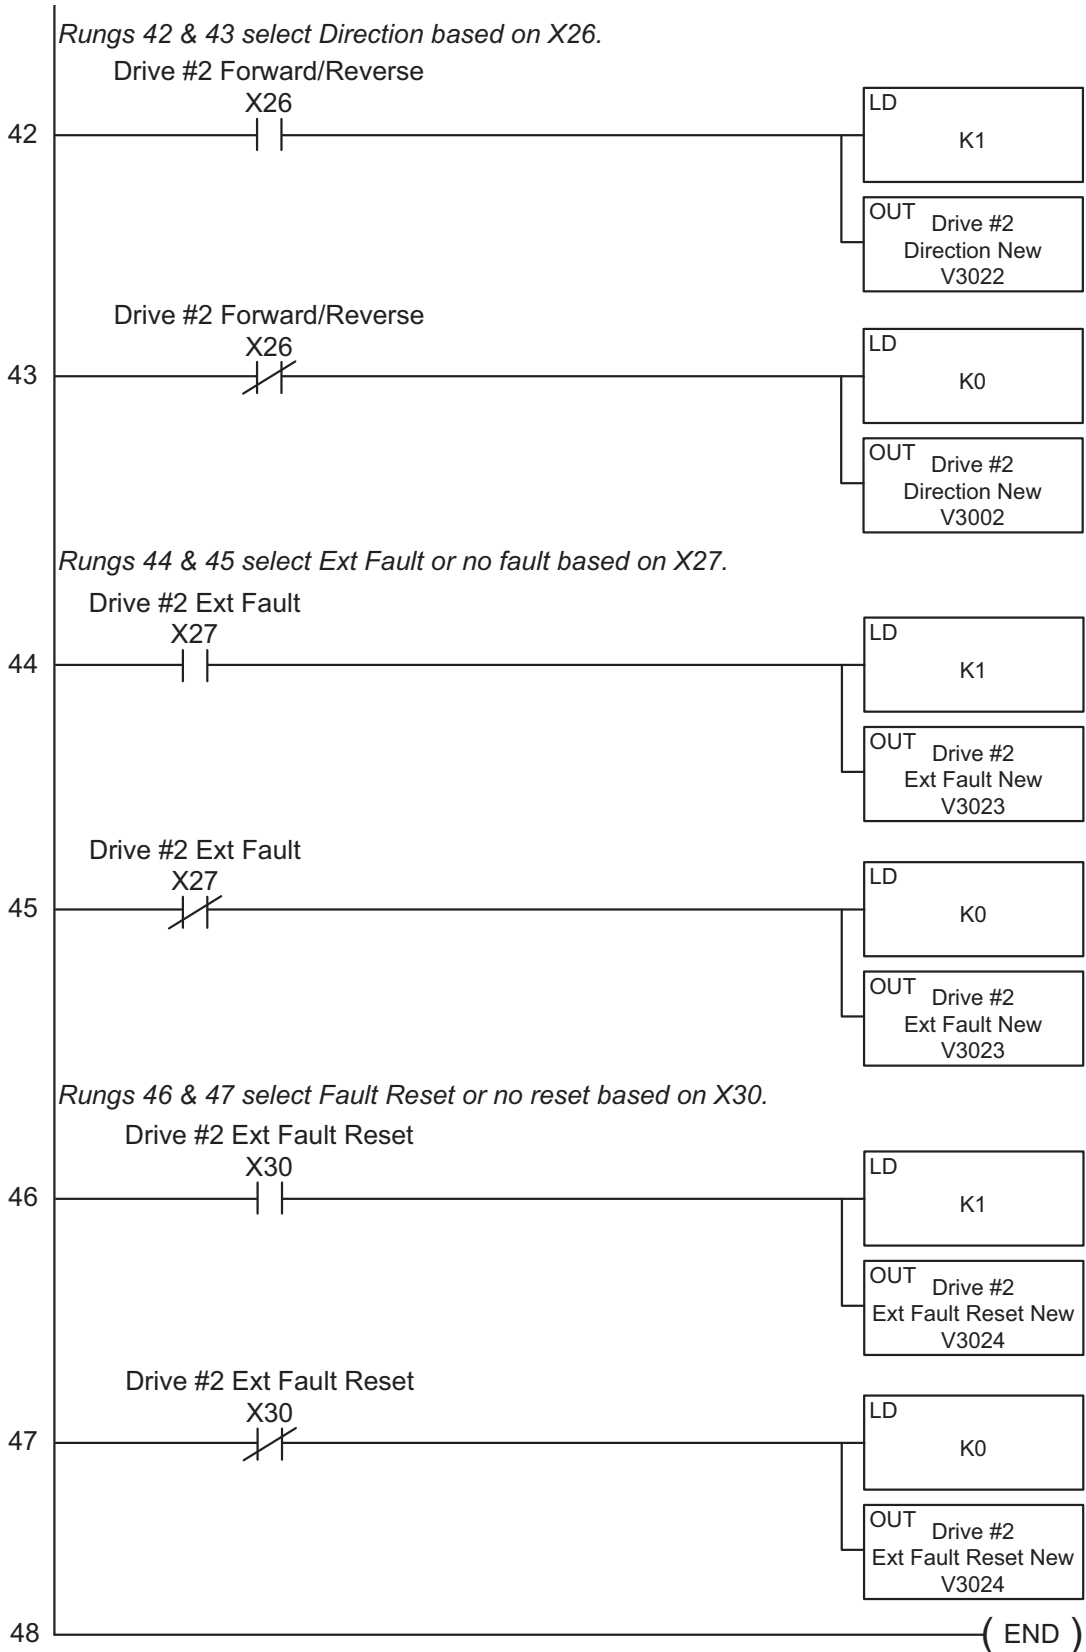 Rungs 42 & 43 select Direction based on X26.
Drive #2 Forward/Reverse
X26
42
LD
K1
OUT
Drive #2
Direction New
V3022
Drive #2 Forward/Reverse
X26
43
LD
K0
OUT
Drive #2
Direction New
V3002
Rungs 44 & 45 select Ext Fault or no fault based on X27.
Drive #2 Ext Fault
X27
44
LD
K1
OUT
Drive #2
Ext Fault New
V3023
Drive #2 Ext Fault
X27
45
LD
K0
OUT
Drive #2
Ext Fault New
V3023
Rungs 46 & 47 select Fault Reset or no reset based on X30.
Drive #2 Ext Fault Reset
X30
46
LD
K1
OUT
Drive #2
Ext Fault Reset New
V3024
Drive #2 Ext Fault Reset
X30
47
LD
K0
OUT
Drive #2
Ext Fault Reset New
V3024
48
( END )